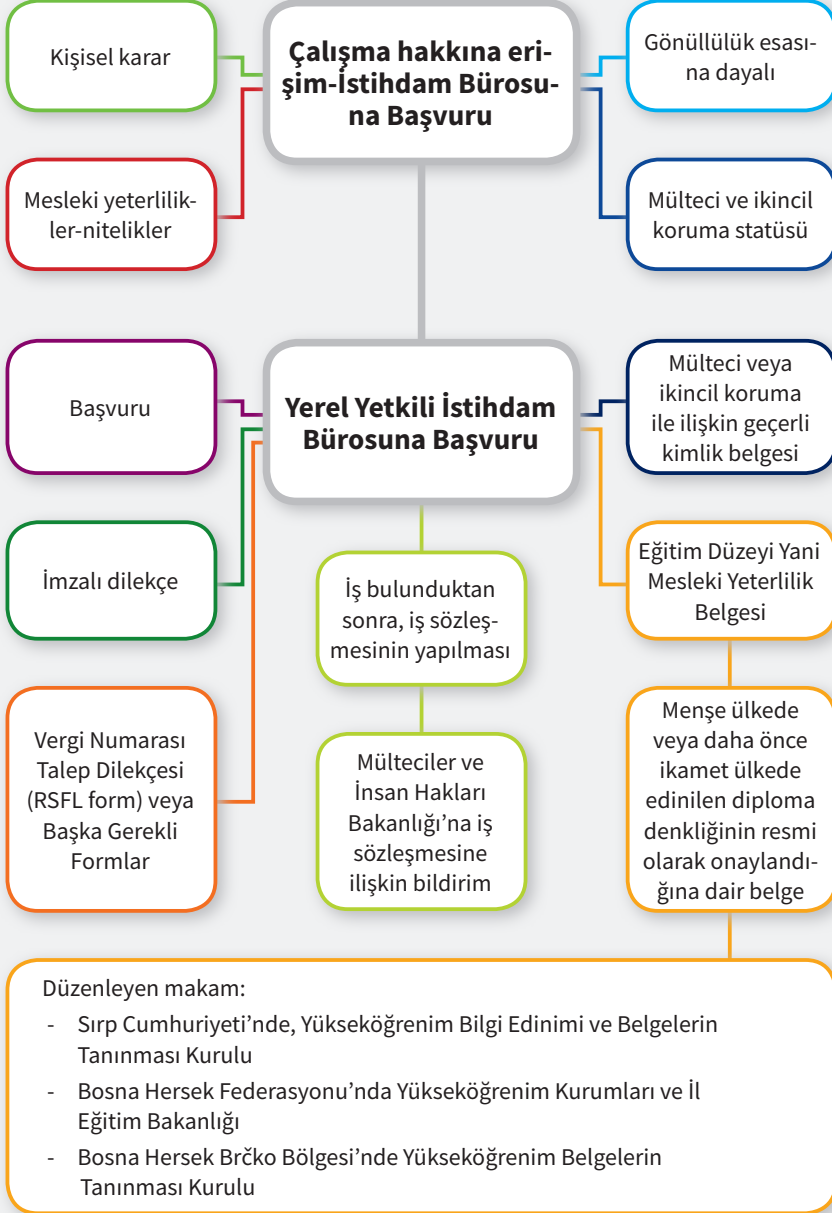 Kişisel karar
Çalışma hakkına eri-
şim-İstihdam Bürosu-
na Başvuru
Gönüllülük esası-
na dayalı
Mesleki yeterlilik-
ler-nitelikler
Mülteci ve ikincil
koruma statüsü
Başvuru
Yerel Yetkili İstihdam
Bürosuna Başvuru
Mülteci veya
ikincil koruma
ile ilişkin geçerli
kimlik belgesi
İmzalı dilekçe
İş bulunduktan
sonra, iş sözleş-
mesinin yapılması
Eğitim Düzeyi Yani
Mesleki Yeterlilik
Belgesi
Vergi Numarası
Talep Dilekçesi
(RSFL form) veya
Başka Gerekli
Formlar
Mülteciler ve
İnsan Hakları
Bakanlığı’na iş
sözleşmesine
ilişkin bildirim
Menşe ülkede
veya daha önce
ikamet ülkede
edinilen diploma
denkliğinin resmi
olarak onaylandı-
ğına dair belge
Düzenleyen makam:
- Sırp Cumhuriyeti’nde, Yükseköğrenim Bilgi Edinimi ve Belgelerin
Tanınması Kurulu
- Bosna Hersek Federasyonu’nda Yükseköğrenim Kurumları ve İl
Eğitim Bakanlığı
- Bosna Hersek Brčko Bölgesi’nde Yükseköğrenim Belgelerin
Tanınması Kurulu